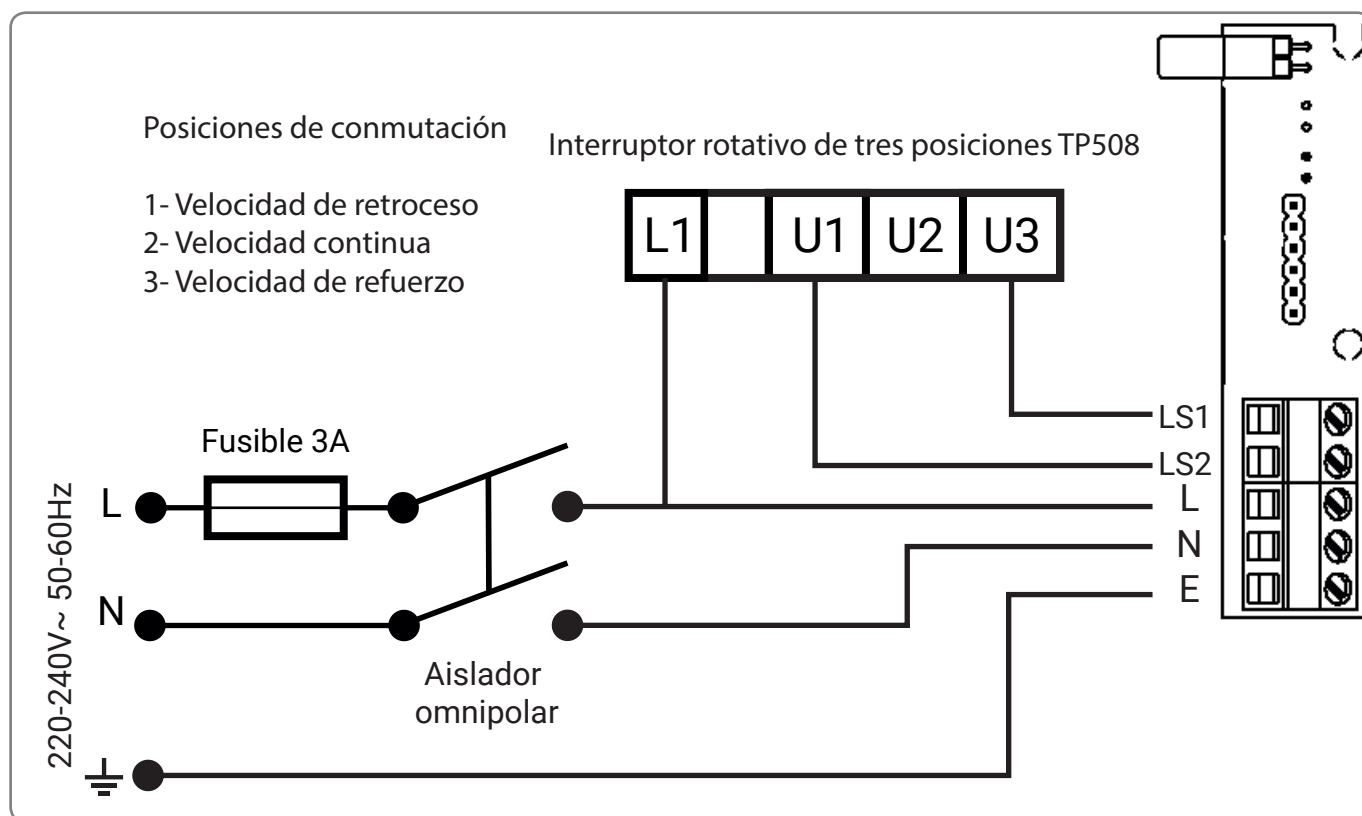 Posiciones de conmutación
1- Velocidad de retroceso
2- Velocidad continua
3- Velocidad de refuerzo
Interruptor rotativo de tres posiciones TP508
L1 U1 U2 U3
LS1
LS2
L
N
E
Fusible 3A
L
N
Aislador
omnipolar
220-240V~ 50-60Hz